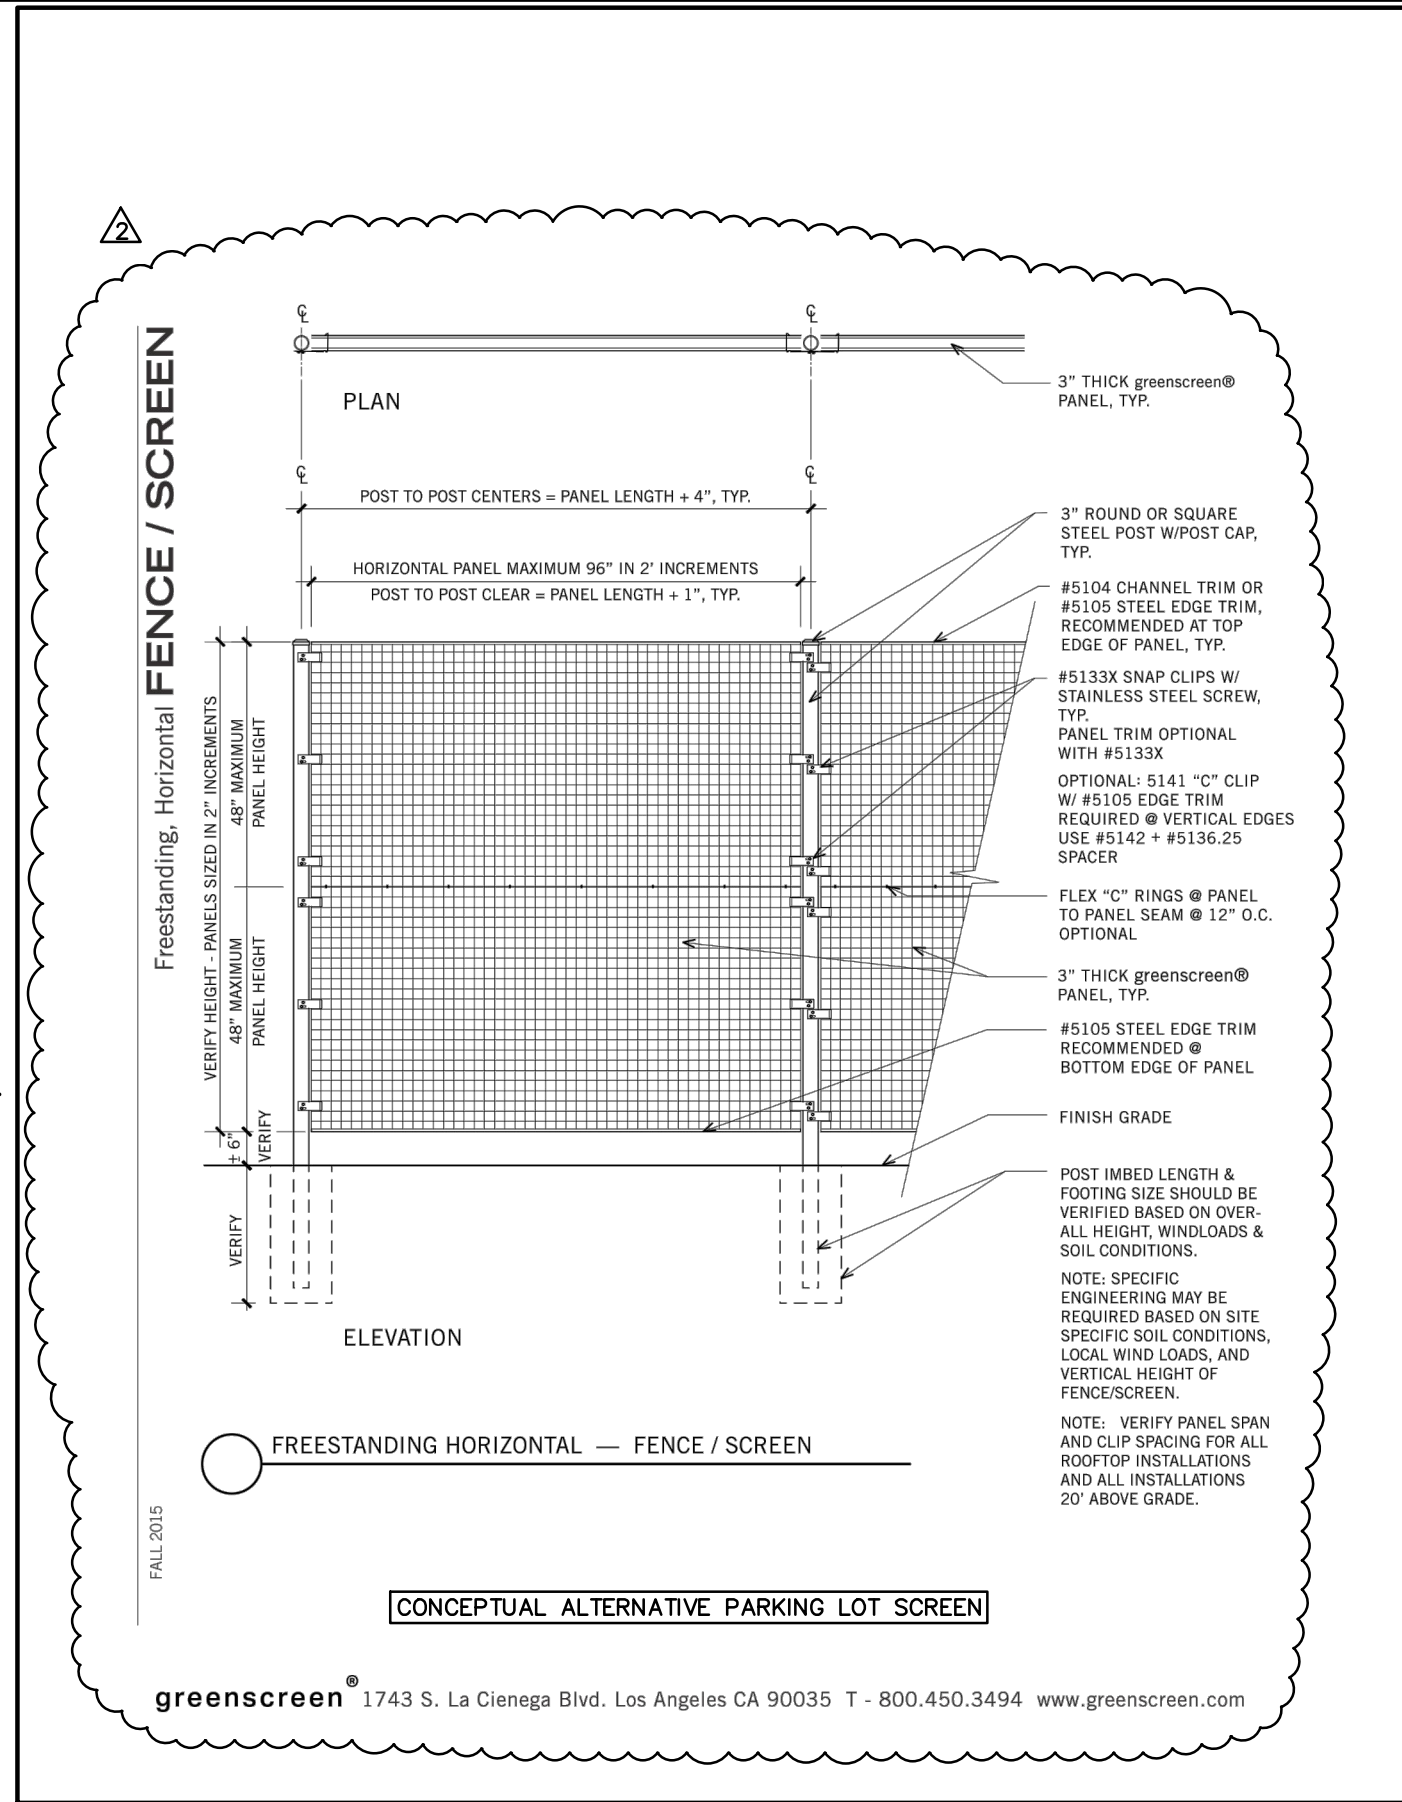 2
Freestanding, Horizontal FENCE / SCREEN
FALL 2015
℄
℄
PLAN
3” THICK greenscreen®
PANEL, TYP.
℄
℄
POST TO POST CENTERS = PANEL LENGTH + 4”, TYP.
HORIZONTAL PANEL MAXIMUM 96” IN 2' INCREMENTS
POST TO POST CLEAR = PANEL LENGTH + 1”, TYP.
VERIFY HEIGHT - PANELS SIZED IN 2” INCREMENTS
48” MAXIMUM
PANEL HEIGHT
48” MAXIMUM
PANEL HEIGHT
± 6”
VERIFY
VERIFY
3” ROUND OR SQUARE
STEEL POST W/POST CAP,
TYP.
#5104 CHANNEL TRIM OR
#5105 STEEL EDGE TRIM,
RECOMMENDED AT TOP
EDGE OF PANEL, TYP.
#5133X SNAP CLIPS W/
STAINLESS STEEL SCREW,
TYP.
PANEL TRIM OPTIONAL
WITH #5133X
OPTIONAL: 5141 “C” CLIP
W/ #5105 EDGE TRIM
REQUIRED @ VERTICAL EDGES
USE #5142 + #5136.25
SPACER
FLEX “C” RINGS @ PANEL
TO PANEL SEAM @ 12” O.C.
OPTIONAL
3” THICK greenscreen®
PANEL, TYP.
#5105 STEEL EDGE TRIM
RECOMMENDED @
BOTTOM EDGE OF PANEL
FINISH GRADE
POST IMBED LENGTH &
FOOTING SIZE SHOULD BE
VERIFIED BASED ON OVER-
ALL HEIGHT, WINDLOADS &
SOIL CONDITIONS.
NOTE: SPECIFIC
ENGINEERING MAY BE
REQUIRED BASED ON SITE
SPECIFIC SOIL CONDITIONS,
LOCAL WIND LOADS, AND
VERTICAL HEIGHT OF
FENCE/SCREEN.
NOTE: VERIFY PANEL SPAN
AND CLIP SPACING FOR ALL
ROOFTOP INSTALLATIONS
AND ALL INSTALLATIONS
20' ABOVE GRADE.
ELEVATION
FREESTANDING HORIZONTAL — FENCE / SCREEN
CONCEPTUAL ALTERNATIVE PARKING LOT SCREEN
greenscreen® 1743 S. La Cienega Blvd. Los Angeles CA 90035 T - 800.450.3494 www.greenscreen.com